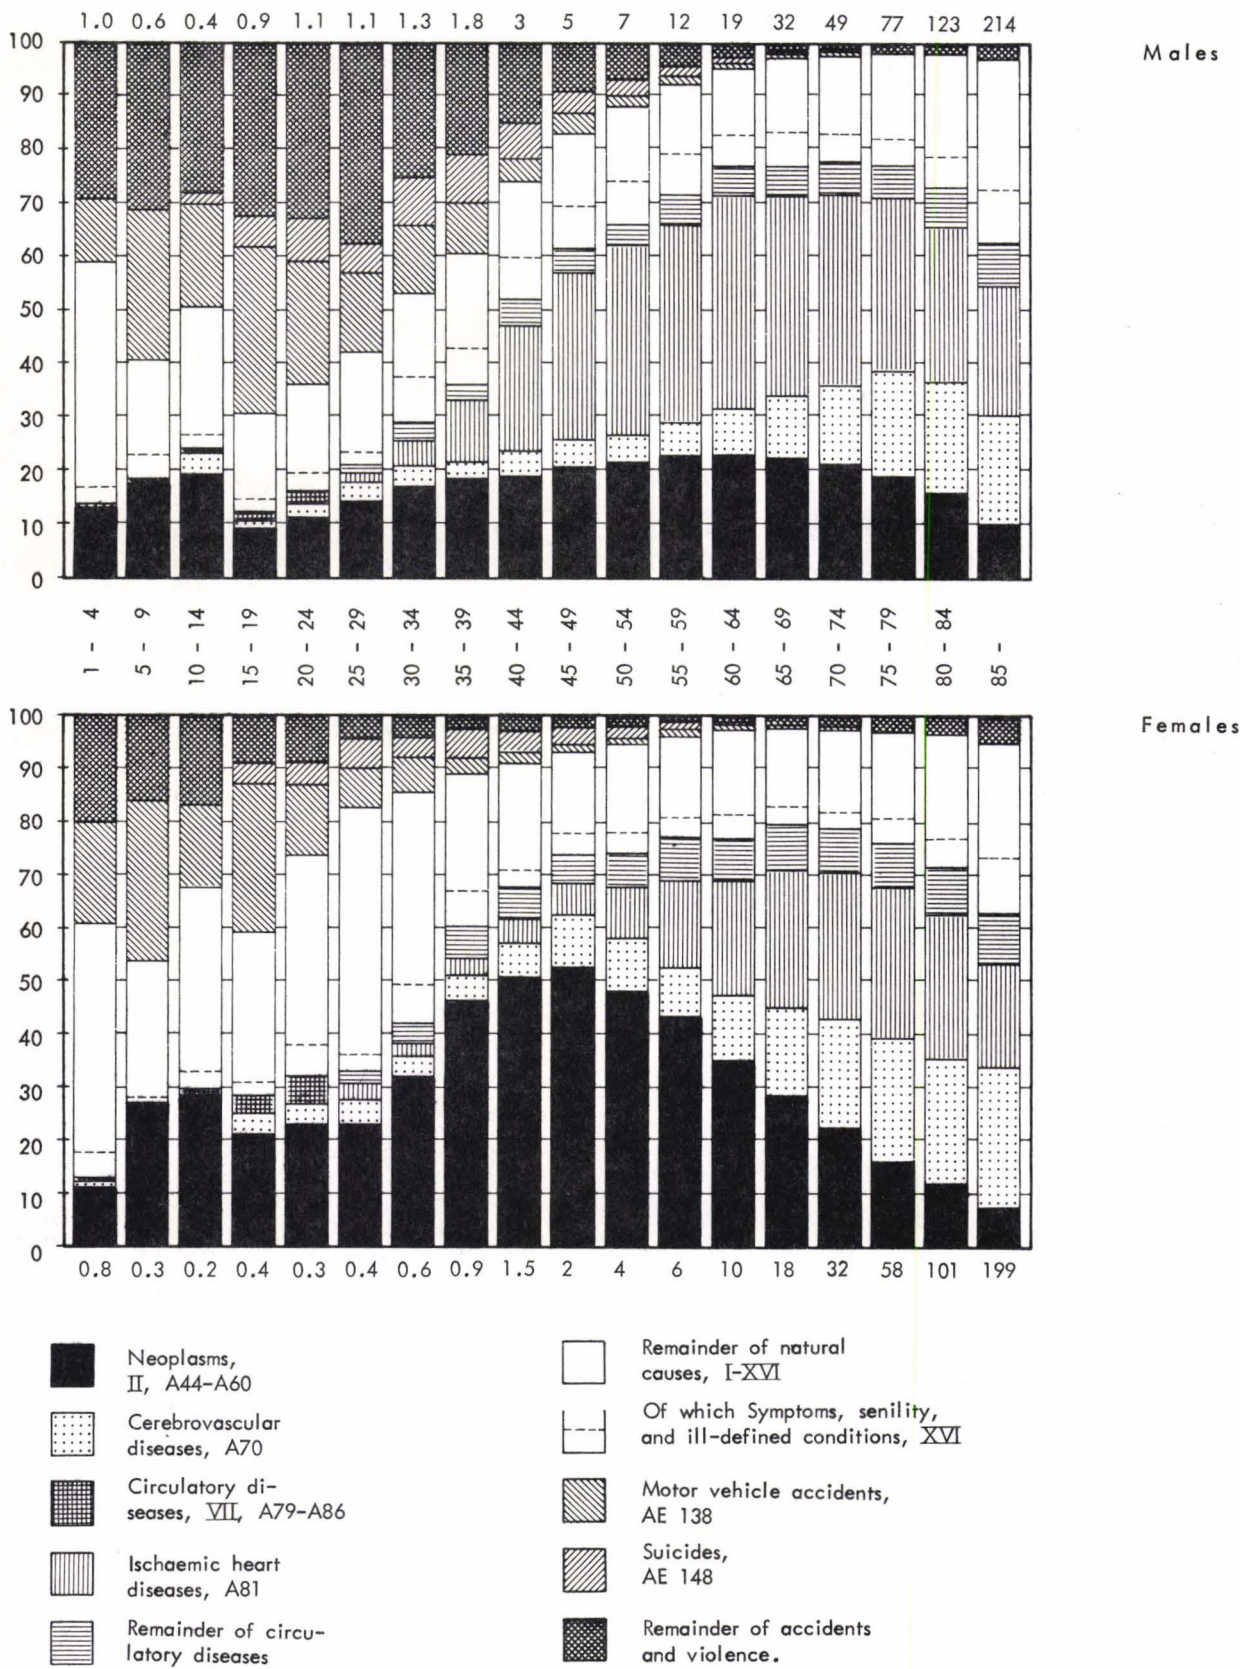 1.0 0.6 0.4 0.9 1.1 1.1 1.3 1.8 3 5 7 12 19 32 49 77 123 214
Males
100
90
80
70
60
50
40
30
20
10
0
1 - 4
5 - 9
10 - 14
15 - 19
20 - 24
25 - 29
30 - 34
35 - 39
40 - 44
45 - 49
50 - 54
55 - 59
60 - 64
65 - 69
70 - 74
75 - 79
80 - 84
85 -
Females
100
90
80
70
60
50
40
30
20
10
0
0.8 0.3 0.2 0.4 0.3 0.4 0.6 0.9 1.5 2 4 6 10 18 32 58 101 199
Neoplasms,
II, A44-A60
Cerebrovascular
diseases, A70
Circulatory di-
seases, VII, A79-A86
Ischaemic heart
diseases, A81
Remainder of circu-
latory diseases
Remainder of natural
causes, I-XVI
Of which Symptoms, senility,
and ill-defined conditions, XVI
Motor vehicle accidents,
AE 138
Suicides,
AE 148
Remainder of accidents
and violence.